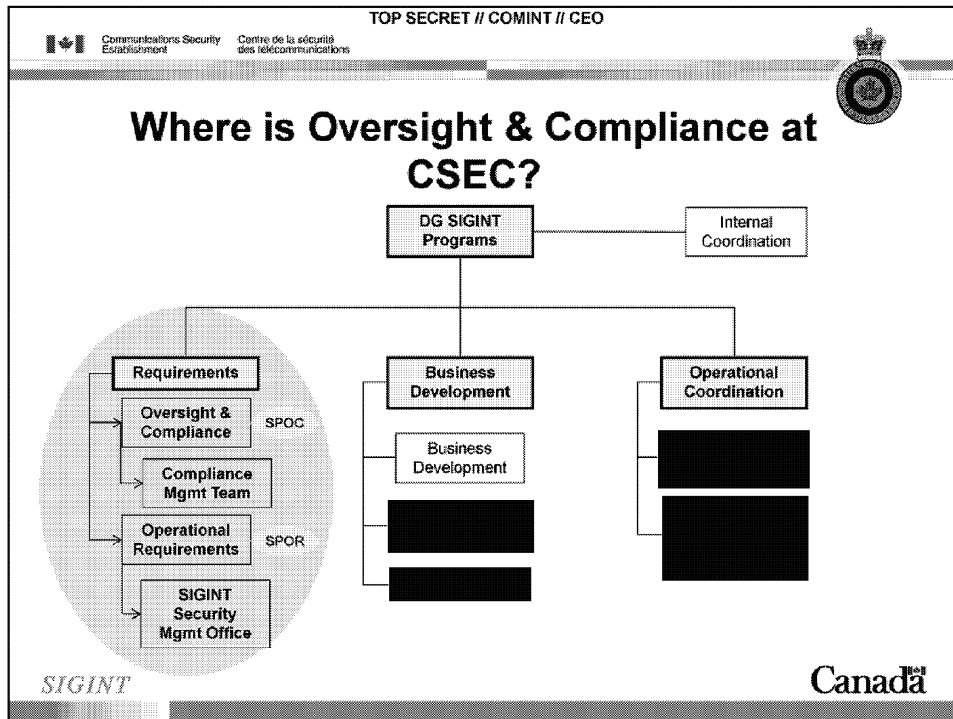 TOP SECRET // COMINT // CEO
Communications Security
Establishment
Centre de la sécurité
des télécommunications
Where is Oversight & Compliance at
CSEC?
DG SIGINT
Programs
Internal
Coordination
Requirements
Oversight &
Compliance
SPOC
Compliance
Mgmt Team
Operational
Requirements
SPOR
SIGINT
Security
Mgmt Office
Business
Development
Business
Development
Operational
Coordination
SIGINT
Canada